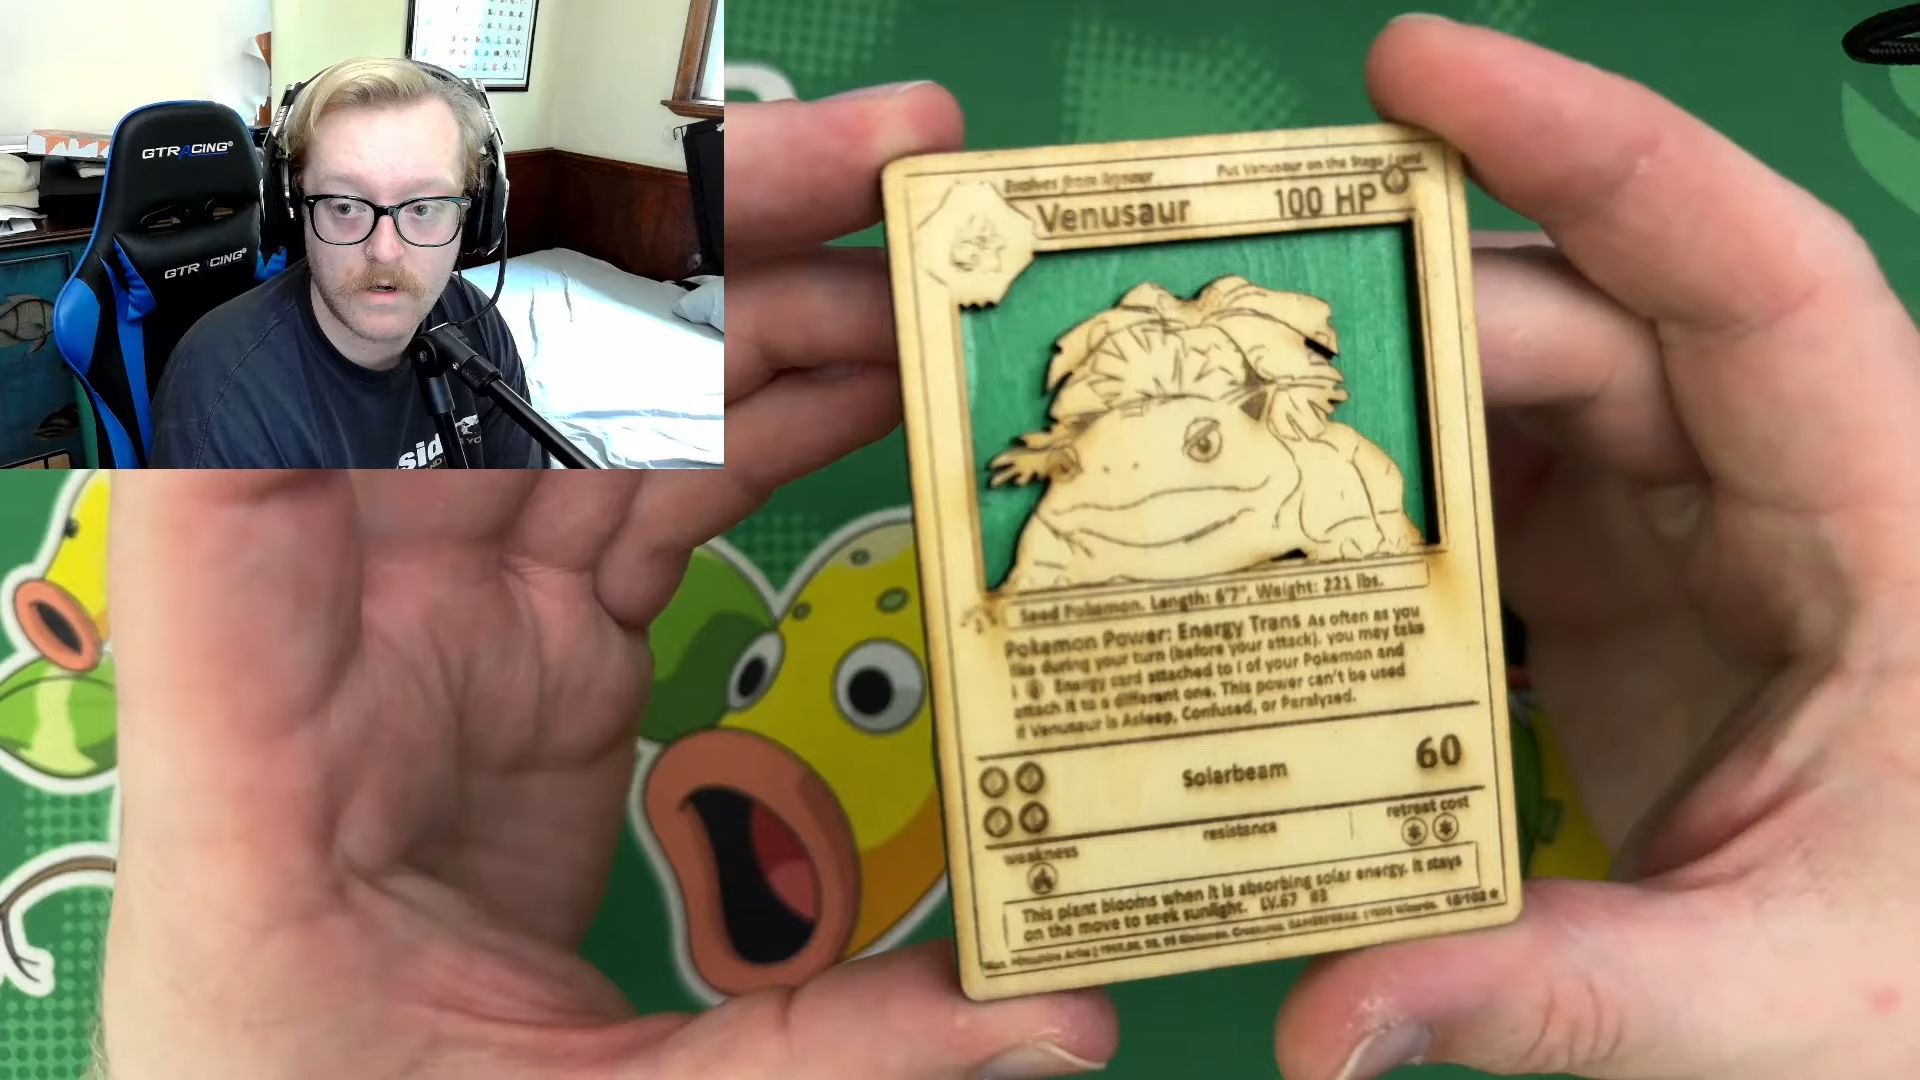 GTRACING
GTRACING
sid
Evolves from Ivysaur
Put Venusaur on the Stage 1 card
Venusaur
100 HP
Seed Pokemon. Length: 6'7", Weight: 221 lbs.
Pokemon Power: Energy Trans As often as you
like during your turn (before your attack), you may take
1 Energy card attached to 1 of your Pokemon and
attach it to a different one. This power can't be used
if Venusaur is Asleep, Confused, or Paralyzed.
Solarbeam
60
weakness
resistance
retreat cost
This plant blooms when it is absorbing solar energy. It stays
on the move to seek sunlight. LV.67 #3